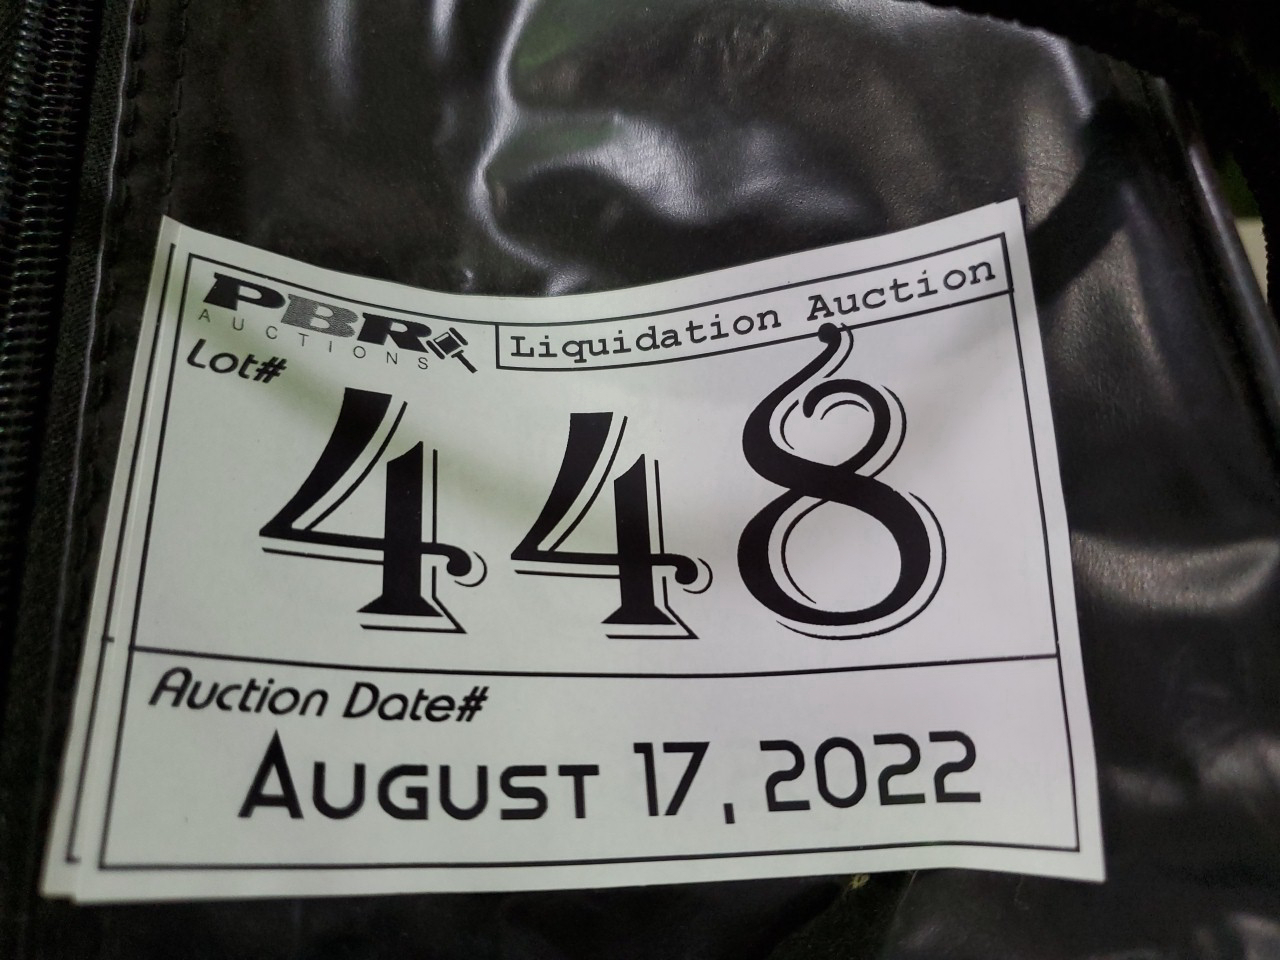 PBR
AUCTIONS
Liquidation Auction
Lot#
448
Auction Date#
August 17, 2022